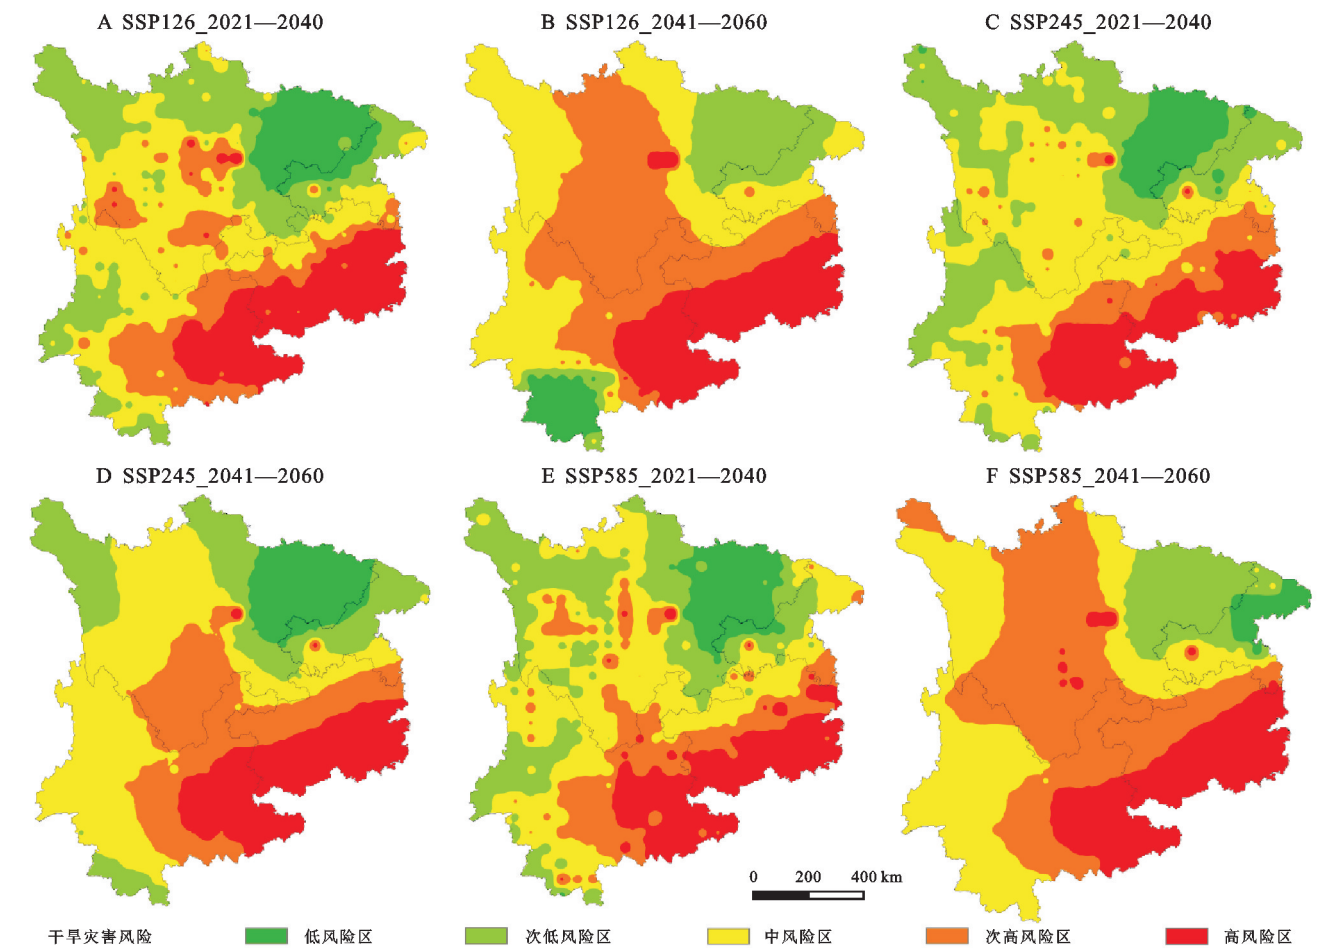 A SSP126_2021—2040
B SSP126_2041—2060
C SSP245_2021—2040
D SSP245_2041—2060
E SSP585_2021—2040
F SSP585_2041—2060
0 200 400 km
干旱灾害风险 低风险区 次低风险区 中风险区 次高风险区 高风险区